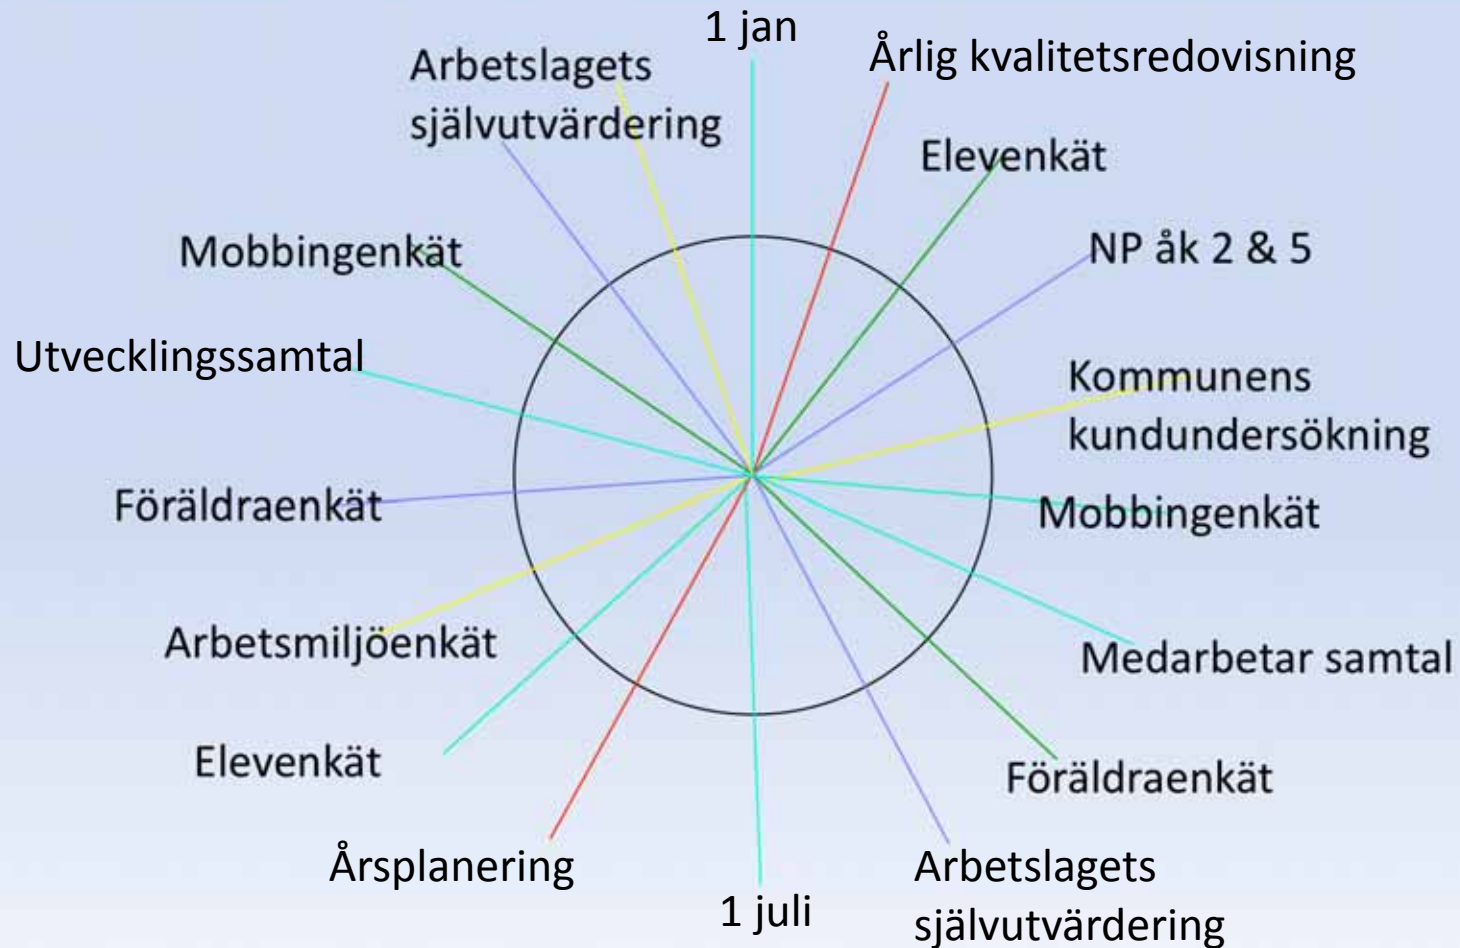 1 jan
Årlig kvalitetsredovisning
Elevenkät
NP åk 2 & 5
Kommunens
kundundersökning
Mobbingenkät
Medarbetar samtal
Föräldraenkät
Arbetslagets
självutvärdering
1 juli
Årsplanering
Elevenkät
Arbetsmiljöenkät
Föräldraenkät
Utvecklingssamtal
Mobbingenkät
Arbetslagets
självutvärdering